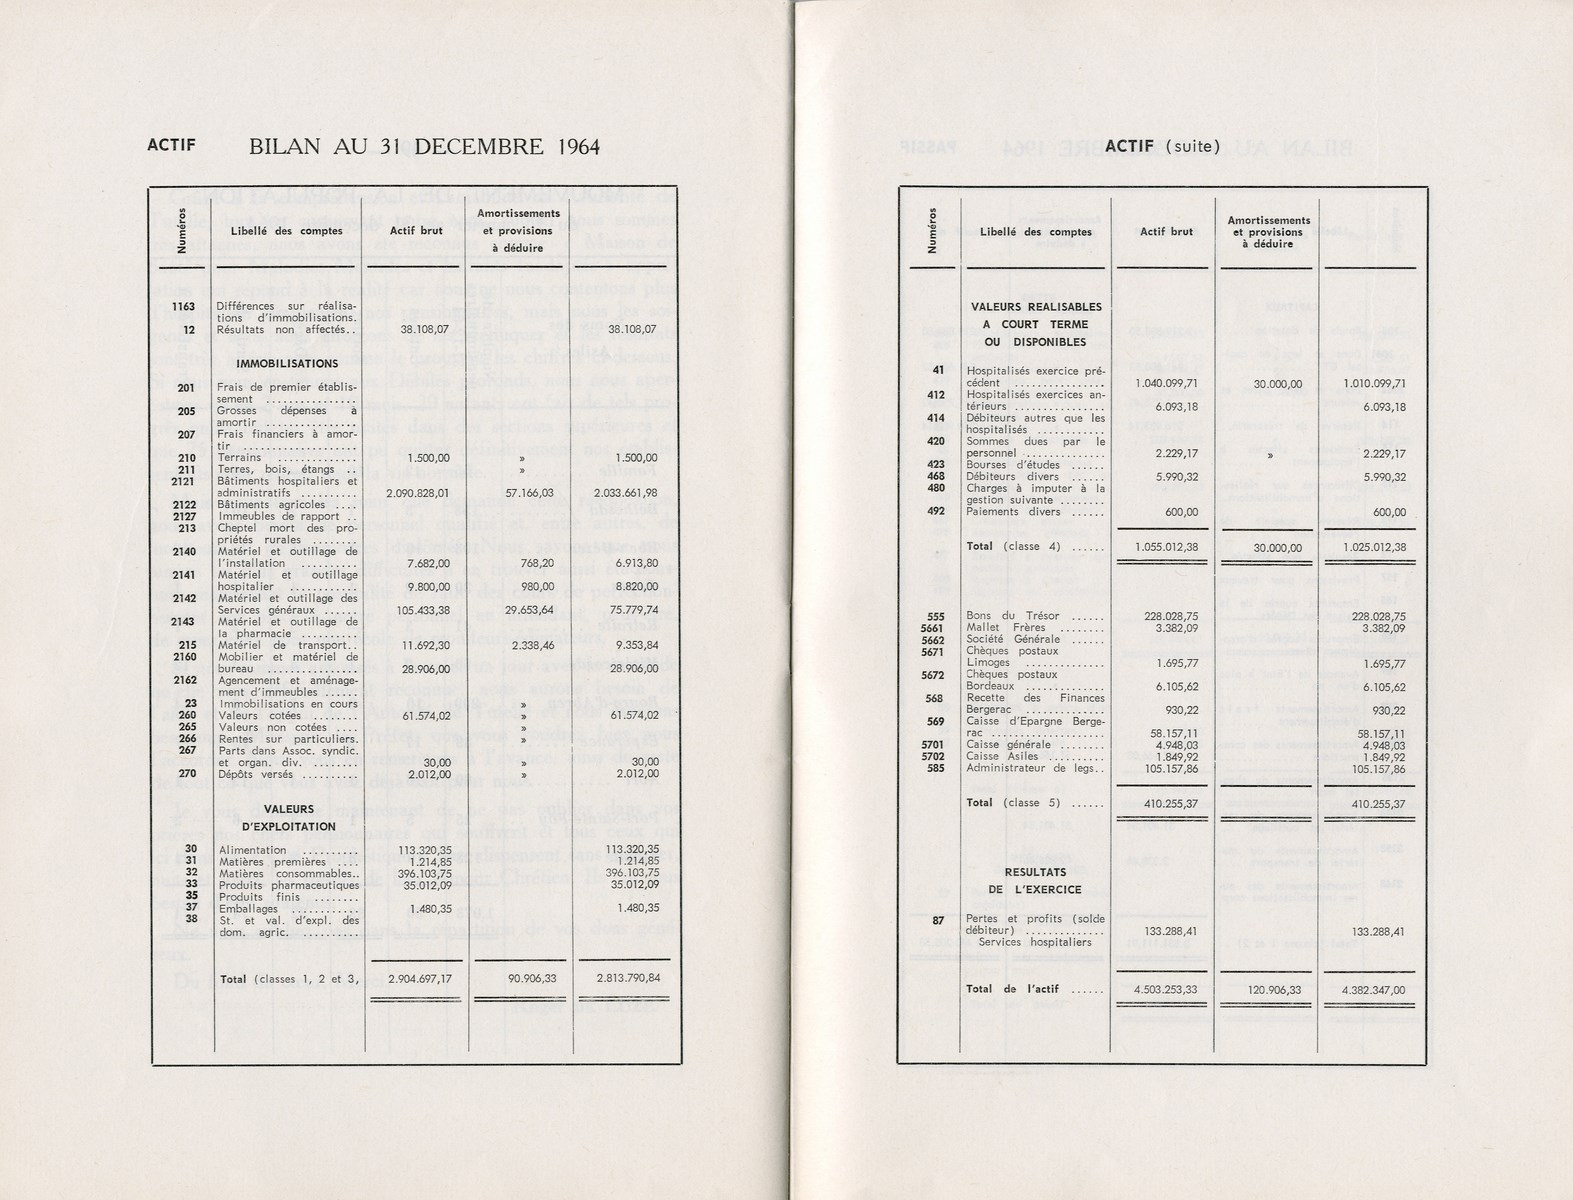 ACTIF BILAN AU 31 DECEMBRE 1964
Numéros Libellé des comptes Actif brut Amortissements et provisions à déduire
1163 Différences sur réalisa-
tions d'immobilisations.
12 Résultats non affectés.. 38.108,07 38.108,07
IMMOBILISATIONS
201 Frais de premier établis-
sement ..............
205 Grosses dépenses à
amortir ..............
207 Frais financiers à amor-
tir .................
210 Terrains ............ 1.500,00 » 1.500,00
211 Terres, bois, étangs .. »
2121 Bâtiments hospitaliers et
administratifs .......... 2.090.828,01 57.166,03 2.033.661,98
2122 Bâtiments agricoles ....
2127 Immeubles de rapport ..
213 Cheptel mort des pro-
priétés rurales ........
2140 Matériel et outillage de
l'installation .......... 7.682,00 768,20 6.913,80
2141 Matériel et outillage
hospitalier ............ 9.800,00 980,00 8.820,00
2142 Matériel et outillage des
Services généraux ...... 105.433,38 29.653,64 75.779,74
2143 Matériel et outillage de
la pharmacie ..........
215 Matériel de transport.. 11.692,30 2.338,46 9.353,84
2160 Mobilier et matériel de
bureau ............... 28.906,00 28.906,00
2162 Agencement et aménage-
ment d'immeubles ......
23 Immobilisations en cours »
260 Valeurs cotées ........ 61.574,02 » 61.574,02
265 Valeurs non cotées .... »
266 Rentes sur particuliers. »
267 Parts dans Assoc. syndic.
et organ. div. ........ 30,00 » 30,00
270 Dépôts versés ......... 2.012,00 » 2.012,00
VALEURS
D'EXPLOITATION
30 Alimentation ......... 113.320,35 113.320,35
31 Matières premières .... 1.214,85 1.214,85
32 Matières consommables.. 396.103,75 396.103,75
33 Produits pharmaceutiques 35.012,09 35.012,09
35 Produits finis ........
37 Emballages ........... 1.480,35 1.480,35
38 St. et val. d'expl. des
dom. agric. ..........
Total (classes 1, 2 et 3, 2.904.697,17 90.906,33 2.813.790,84
ACTIF (suite)
Numéros Libellé des comptes Actif brut Amortissements et provisions à déduire
VALEURS REALISABLES
A COURT TERME
OU DISPONIBLES
41 Hospitalisés exercice pré-
cédent ............... 1.040.099,71 30.000,00 1.010.099,71
412 Hospitalisés exercices an-
térieurs ............... 6.093,18 6.093,18
414 Débiteurs autres que les
hospitalisés ...........
420 Sommes dues par le
personnel ............. 2.229,17 » 2.229,17
423 Bourses d'études ......
468 Débiteurs divers ...... 5.990,32 5.990,32
480 Charges à imputer à la
gestion suivante ........
492 Paiements divers ...... 600,00 600,00
Total (classe 4) ...... 1.055.012,38 30.000,00 1.025.012,38
555 Bons du Trésor ...... 228.028,75 228.028,75
5661 Mallet Frères ........ 3.382,09 3.382,09
5662 Société Générale ......
5671 Chèques postaux
Limoges ............. 1.695,77 1.695,77
5672 Chèques postaux
Bordeaux ............. 6.105,62 6.105,62
568 Recette des Finances
Bergerac ............. 930,22 930,22
569 Caisse d'Epargne Berge-
rac .................. 58.157,11 58.157,11
5701 Caisse générale ........ 4.948,03 4.948,03
5702 Caisse Asiles .......... 1.849,92 1.849,92
585 Administrateur de legs.. 105.157,86 105.157,86
Total (classe 5) ...... 410.255,37 410.255,37
RESULTATS
DE L'EXERCICE
87 Pertes et profits (solde
débiteur) ............. 133.288,41 133.288,41
Services hospitaliers
Total de l'actif ...... 4.503.253,33 120.906,33 4.382.347,00